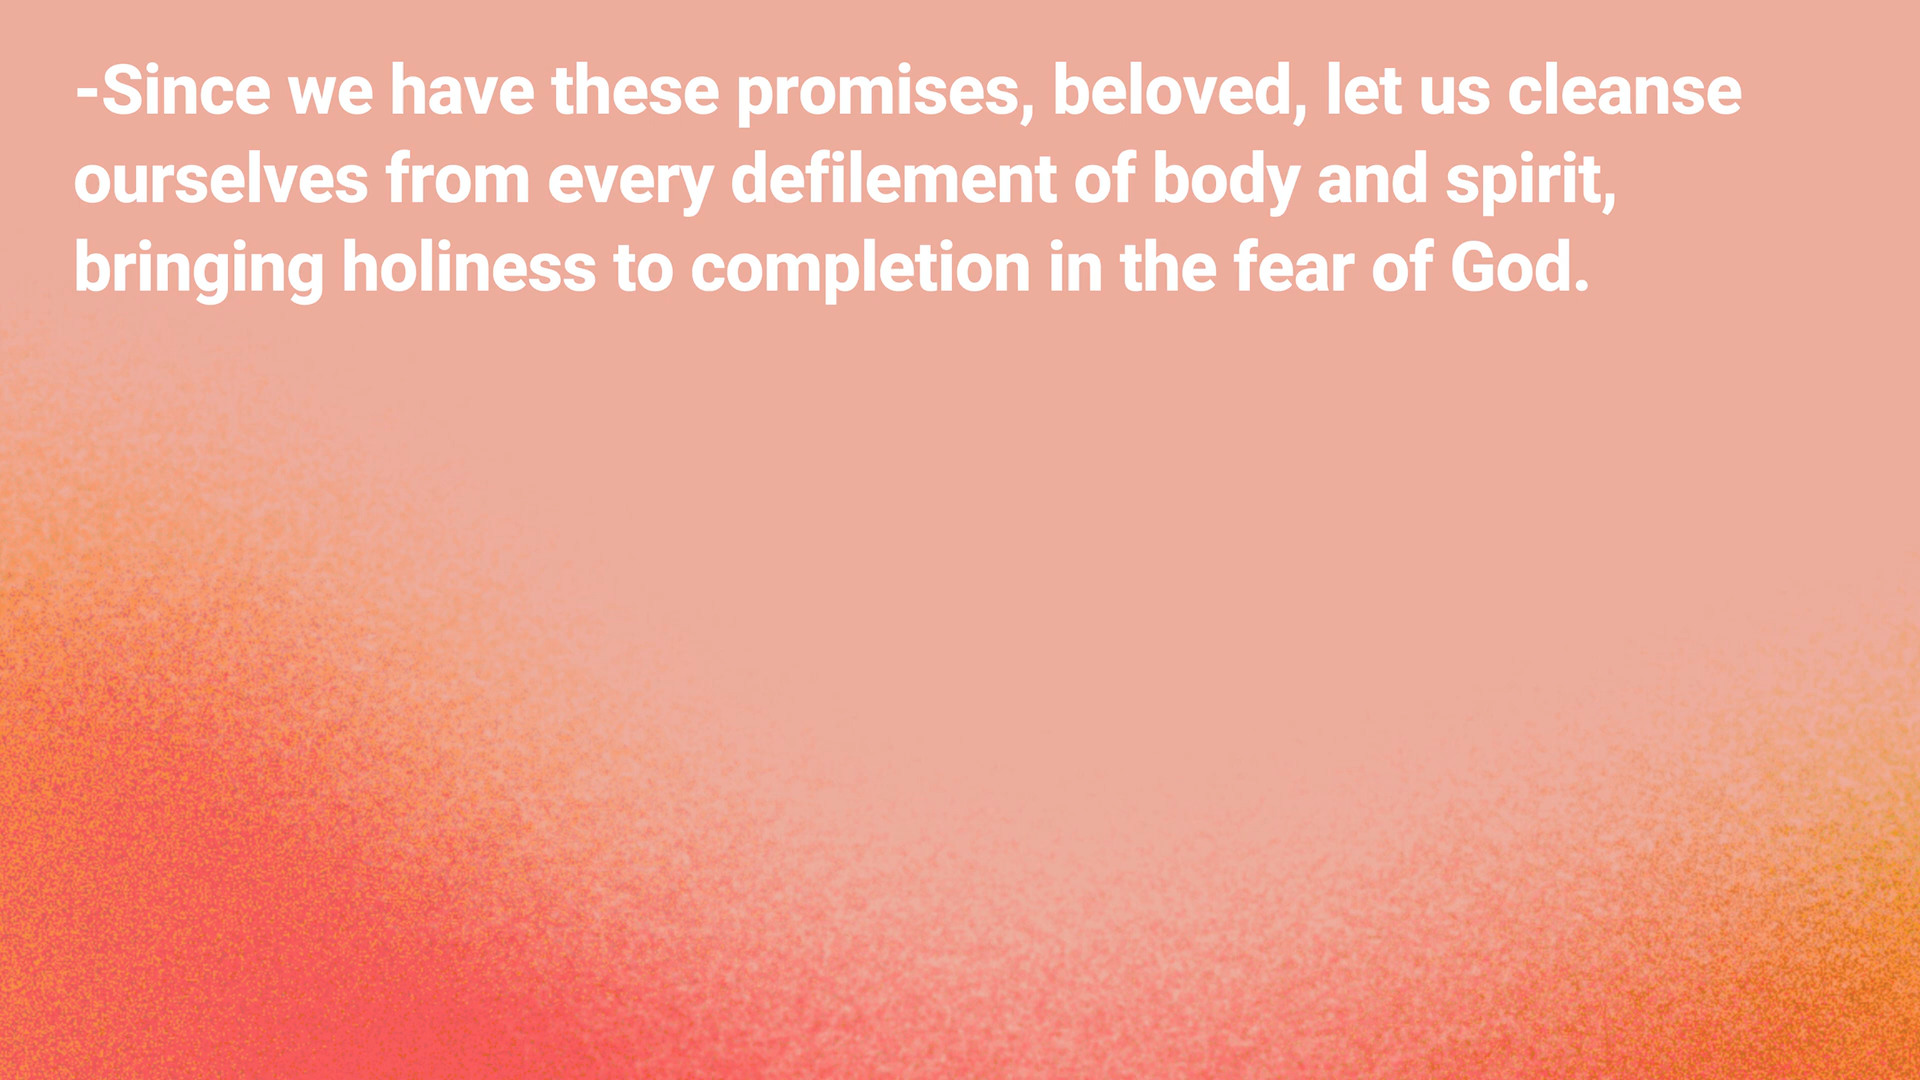 -Since we have these promises, beloved, let us cleanse
ourselves from every defilement of body and spirit,
bringing holiness to completion in the fear of God.